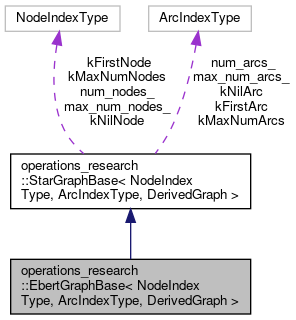 NodeIndexType
ArcIndexType
kFirstNode
kMaxNumNodes
num_nodes_
max_num_nodes_
kNilNode
num_arcs_
max_num_arcs_
kNilArc
kFirstArc
kMaxNumArcs
operations_research
::StarGraphBase< NodeIndex
Type, ArcIndexType, DerivedGraph >
operations_research
::EbertGraphBase< NodeIndex
Type, ArcIndexType, DerivedGraph >